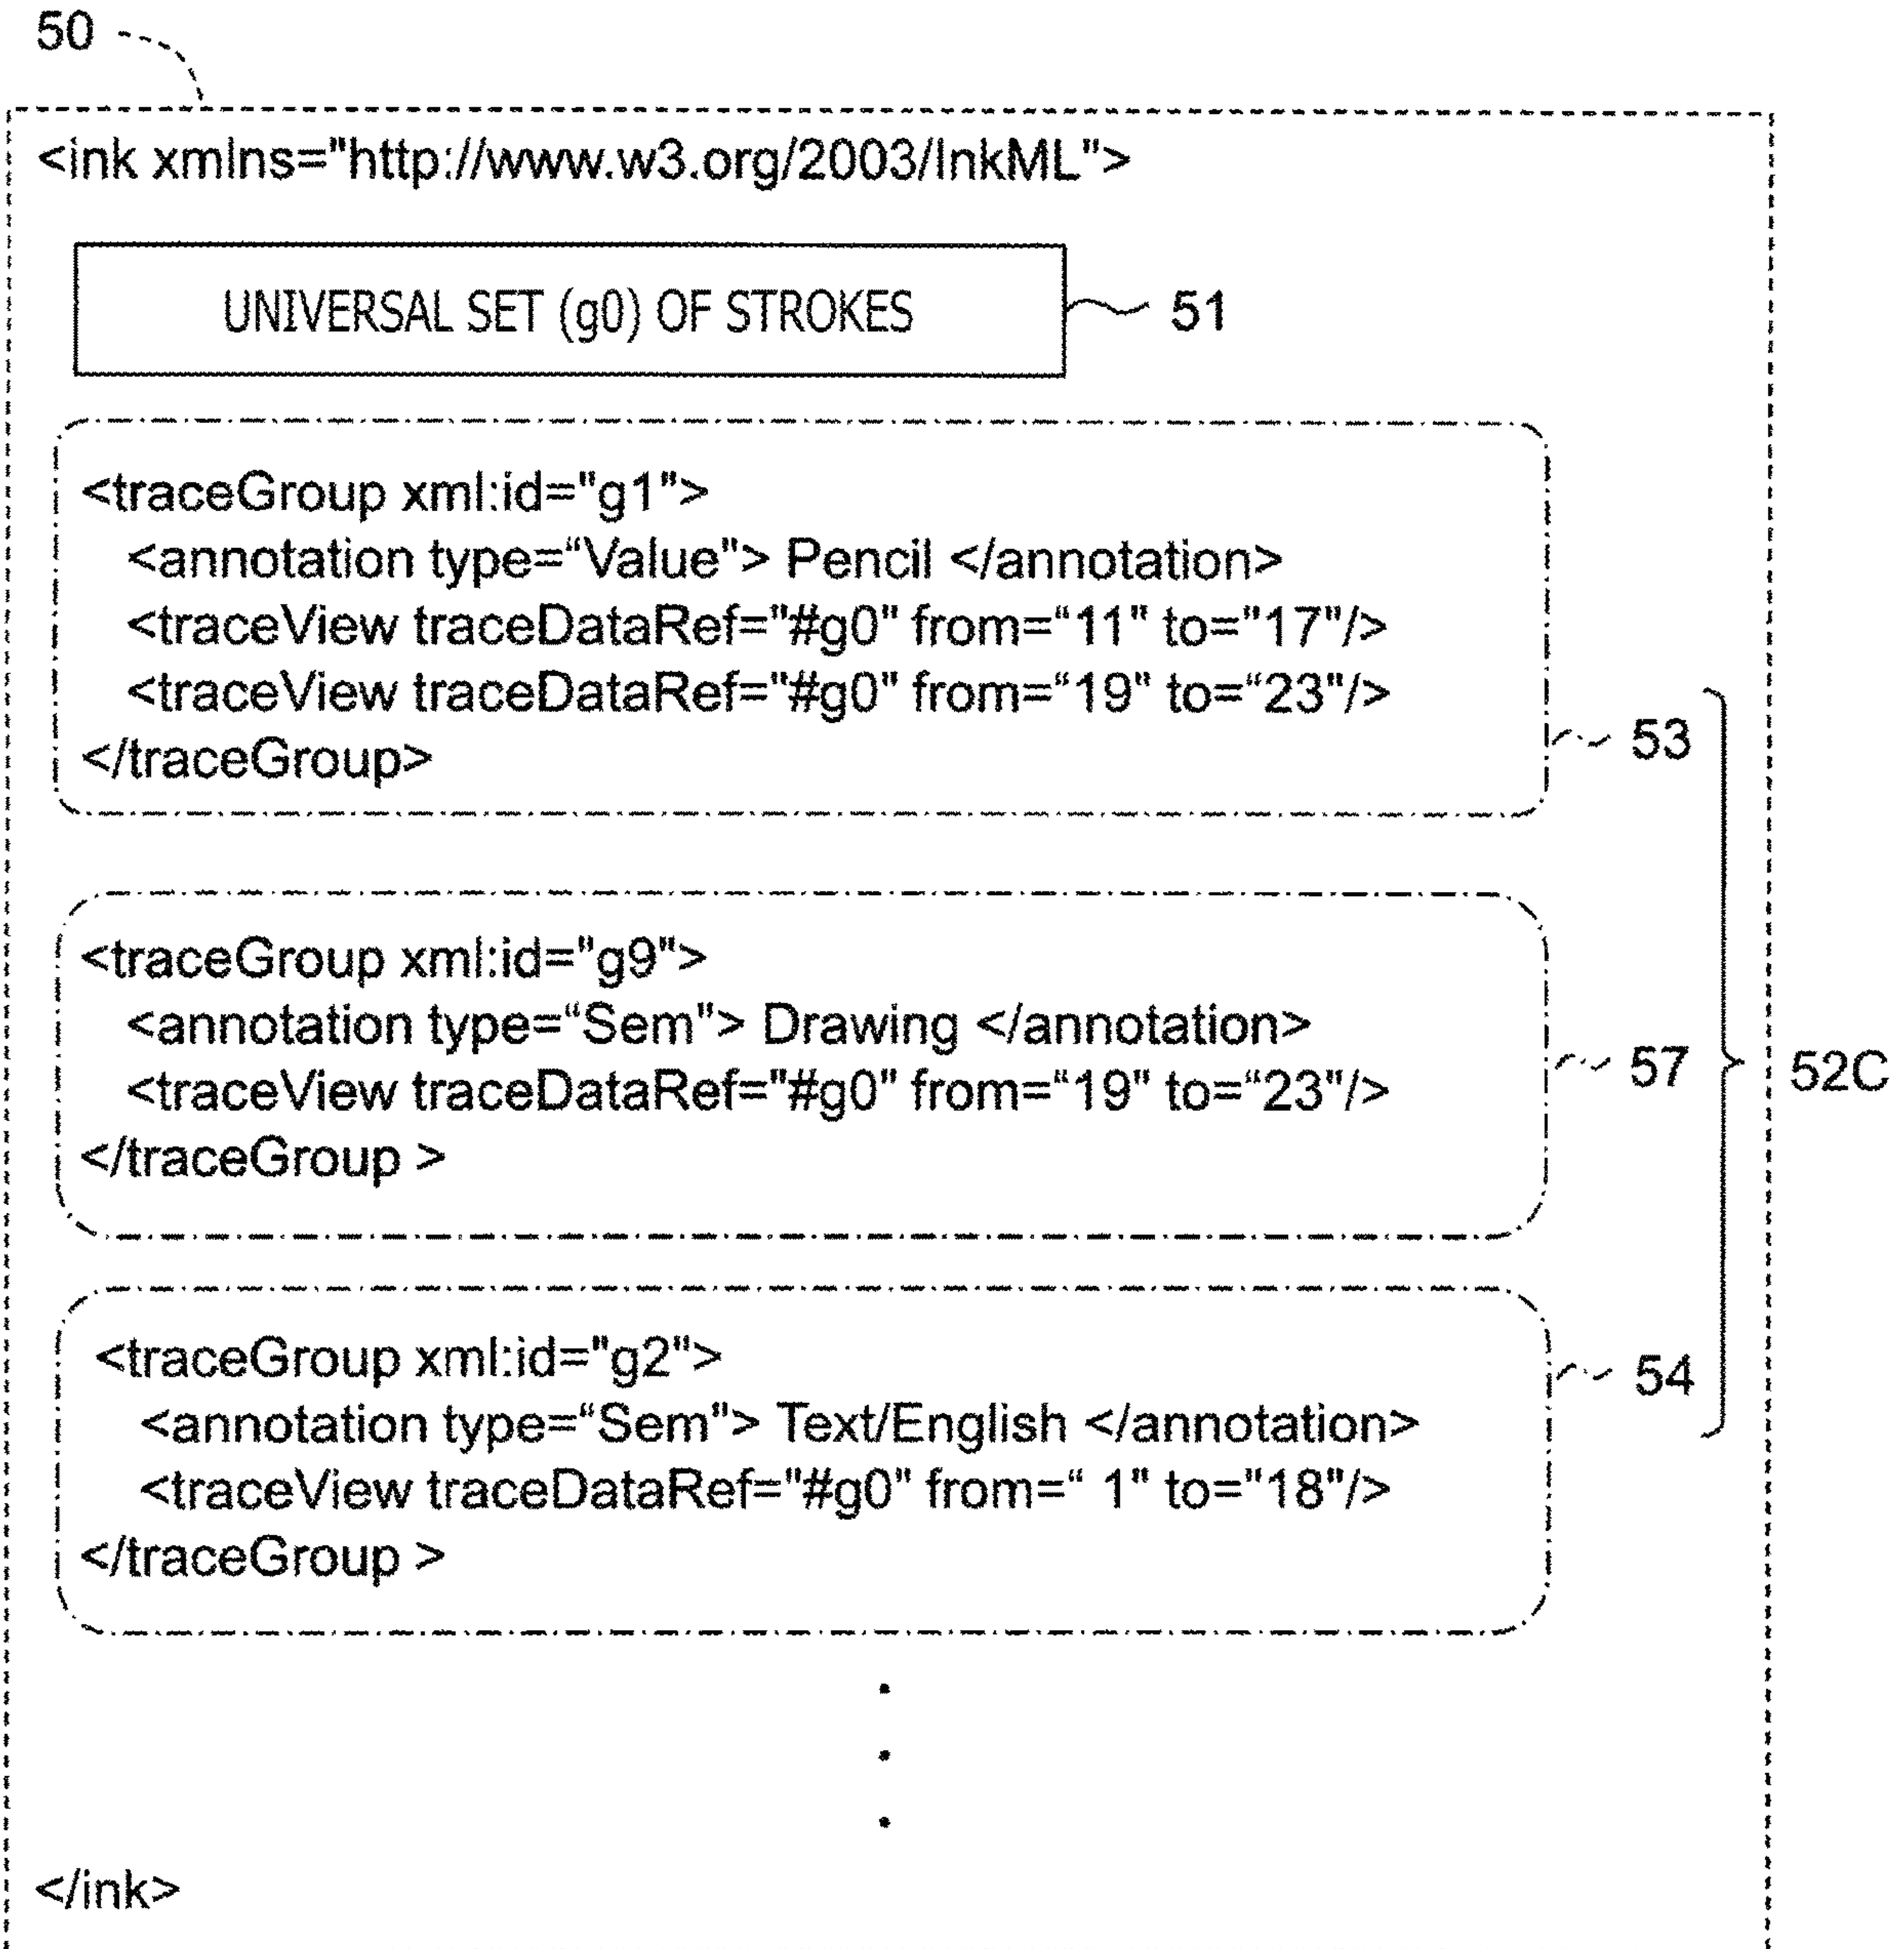 50
<ink xmlns="http://www.w3.org/2003/InkML">
UNIVERSAL SET (g0) OF STROKES
51
<traceGroup xml:id="g1">
<annotation type=“Value"> Pencil </annotation>
<traceView traceDataRef="#g0" from=“11" to="17"/>
<traceView traceDataRef="#g0" from=“19" to=“23"/>
</traceGroup>
53
<traceGroup xml:id="g9">
<annotation type=“Sem"> Drawing </annotation>
<traceView traceDataRef="#g0" from=“19" to=“23"/>
</traceGroup >
57
52C
<traceGroup xml:id="g2">
<annotation type=“Sem"> Text/English </annotation>
<traceView traceDataRef="#g0" from=“ 1" to="18"/>
</traceGroup >
54
</ink>